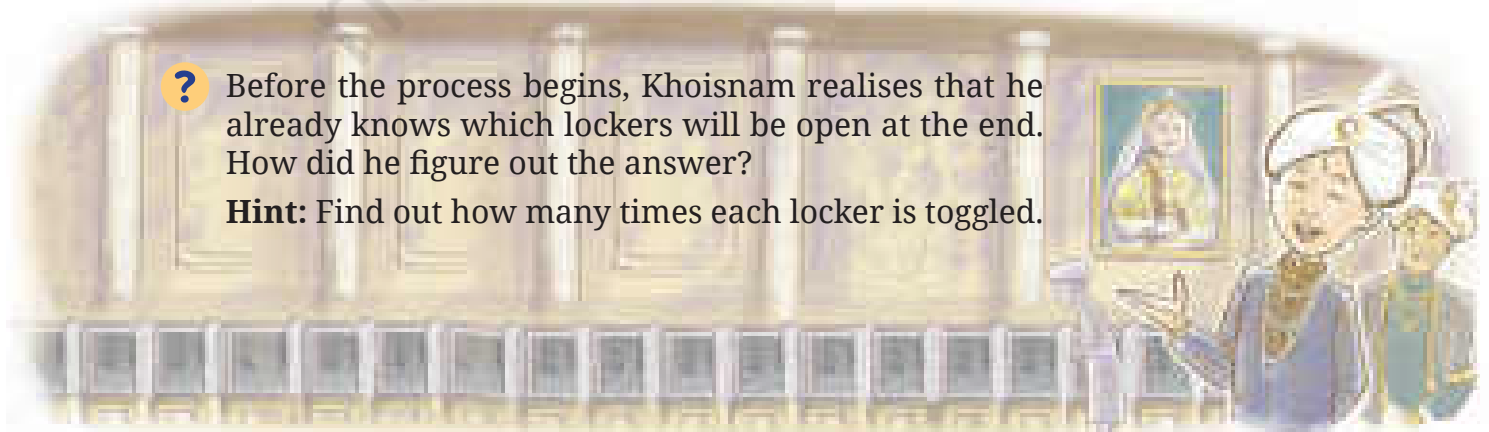 ? Before the process begins, Khoisnam realises that he
already knows which lockers will be open at the end.
How did he figure out the answer?
Hint: Find out how many times each locker is toggled.